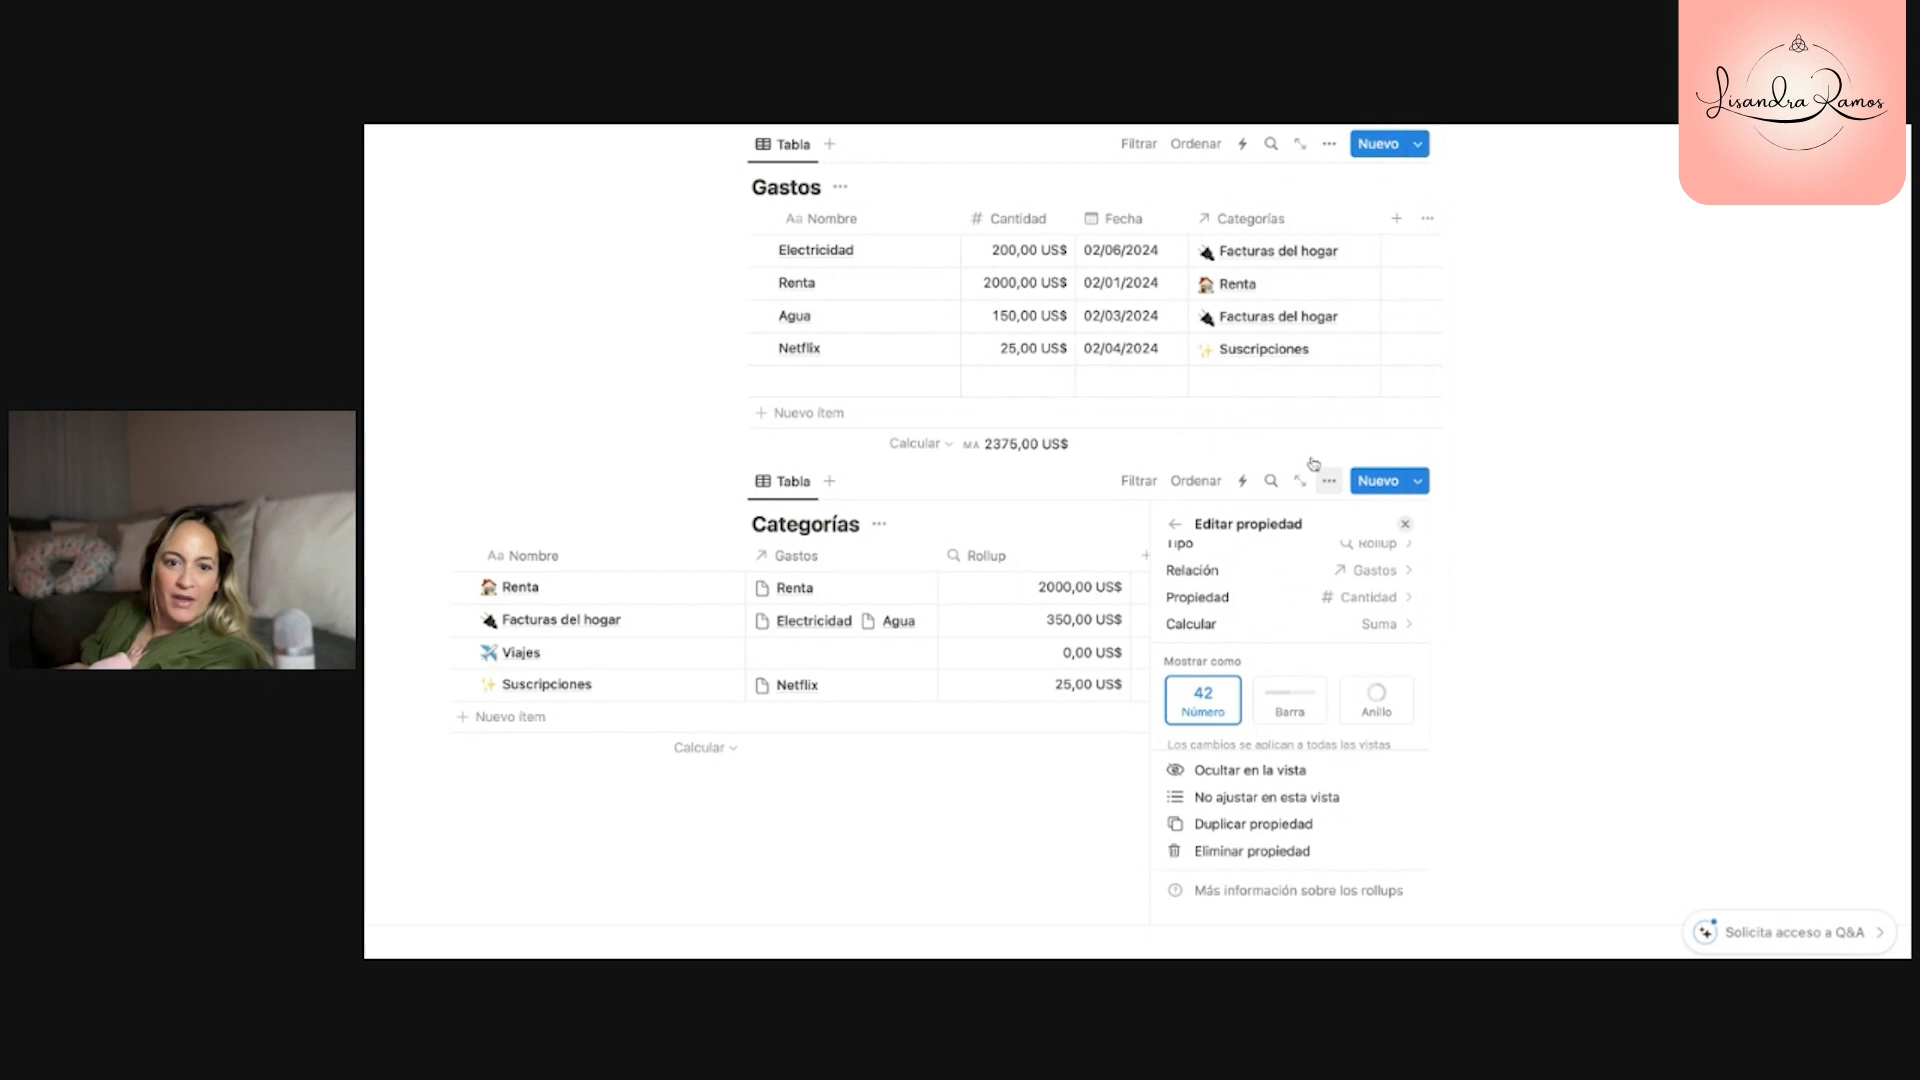 Lisandra Ramos
Tabla
Filtrar Ordenar Nuevo
Gastos ...
Aa Nombre # Cantidad Fecha Categorías + ...
Electricidad 200,00 US$ 02/06/2024 Facturas del hogar
Renta 2000,00 US$ 02/01/2024 Renta
Agua 150,00 US$ 02/03/2024 Facturas del hogar
Netflix 25,00 US$ 02/04/2024 Suscripciones
+ Nuevo ítem
Calcular MA 2375,00 US$
Tabla
Filtrar Ordenar Nuevo
Categorías ...
Aa Nombre Gastos Rollup
Renta Renta 2000,00 US$
Facturas del hogar Electricidad Agua 350,00 US$
Viajes 0,00 US$
Suscripciones Netflix 25,00 US$
+ Nuevo ítem
Calcular
Editar propiedad
Tipo Rollup
Relación Gastos
Propiedad # Cantidad
Calcular Suma
Mostrar como
42
Número Barra Anillo
Los cambios se aplican a todas las vistas
Ocultar en la vista
No ajustar en esta vista
Duplicar propiedad
Eliminar propiedad
Más información sobre los rollups
Solicita acceso a Q&A